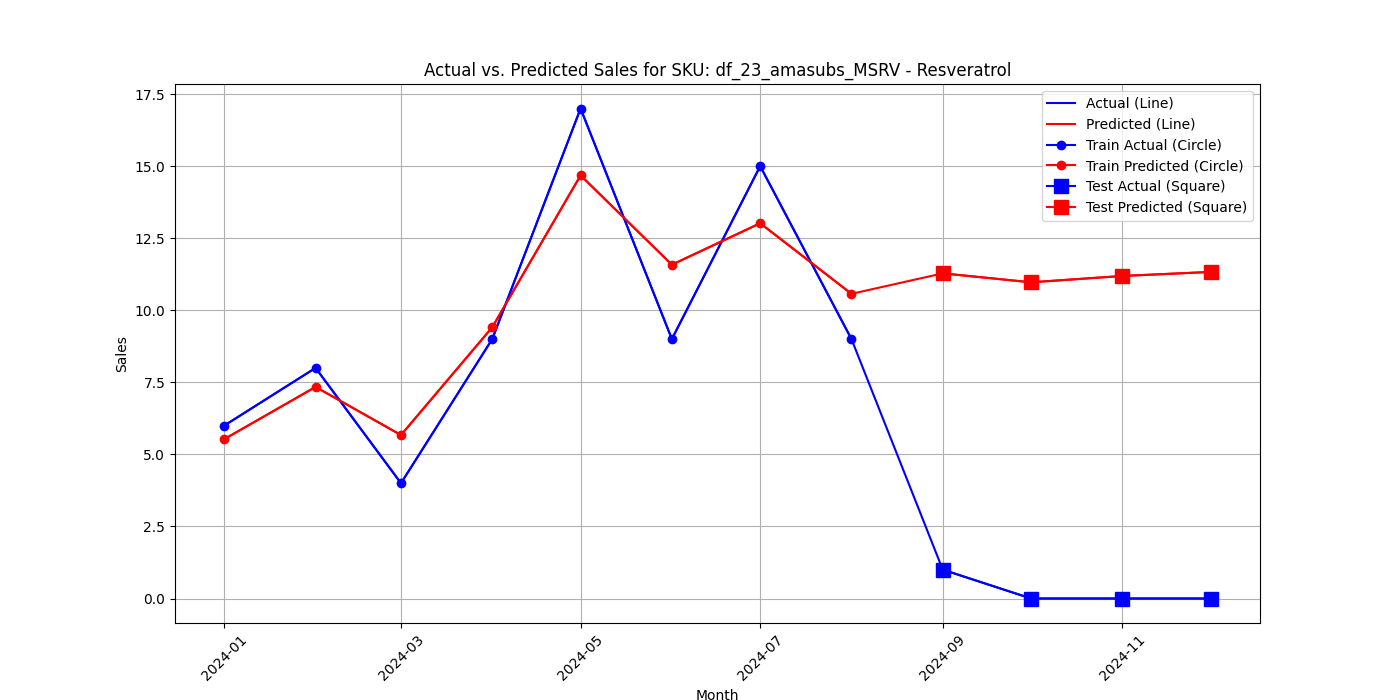 Actual vs. Predicted Sales for SKU: df_23_amasubs_MSRV - Resveratrol
17.5
15.0
12.5
10.0
7.5
5.0
2.5
0.0
Sales
Actual (Line)
Predicted (Line)
Train Actual (Circle)
Train Predicted (Circle)
Test Actual (Square)
Test Predicted (Square)
2024-01
2024-03
2024-05
2024-07
2024-09
2024-11
Month